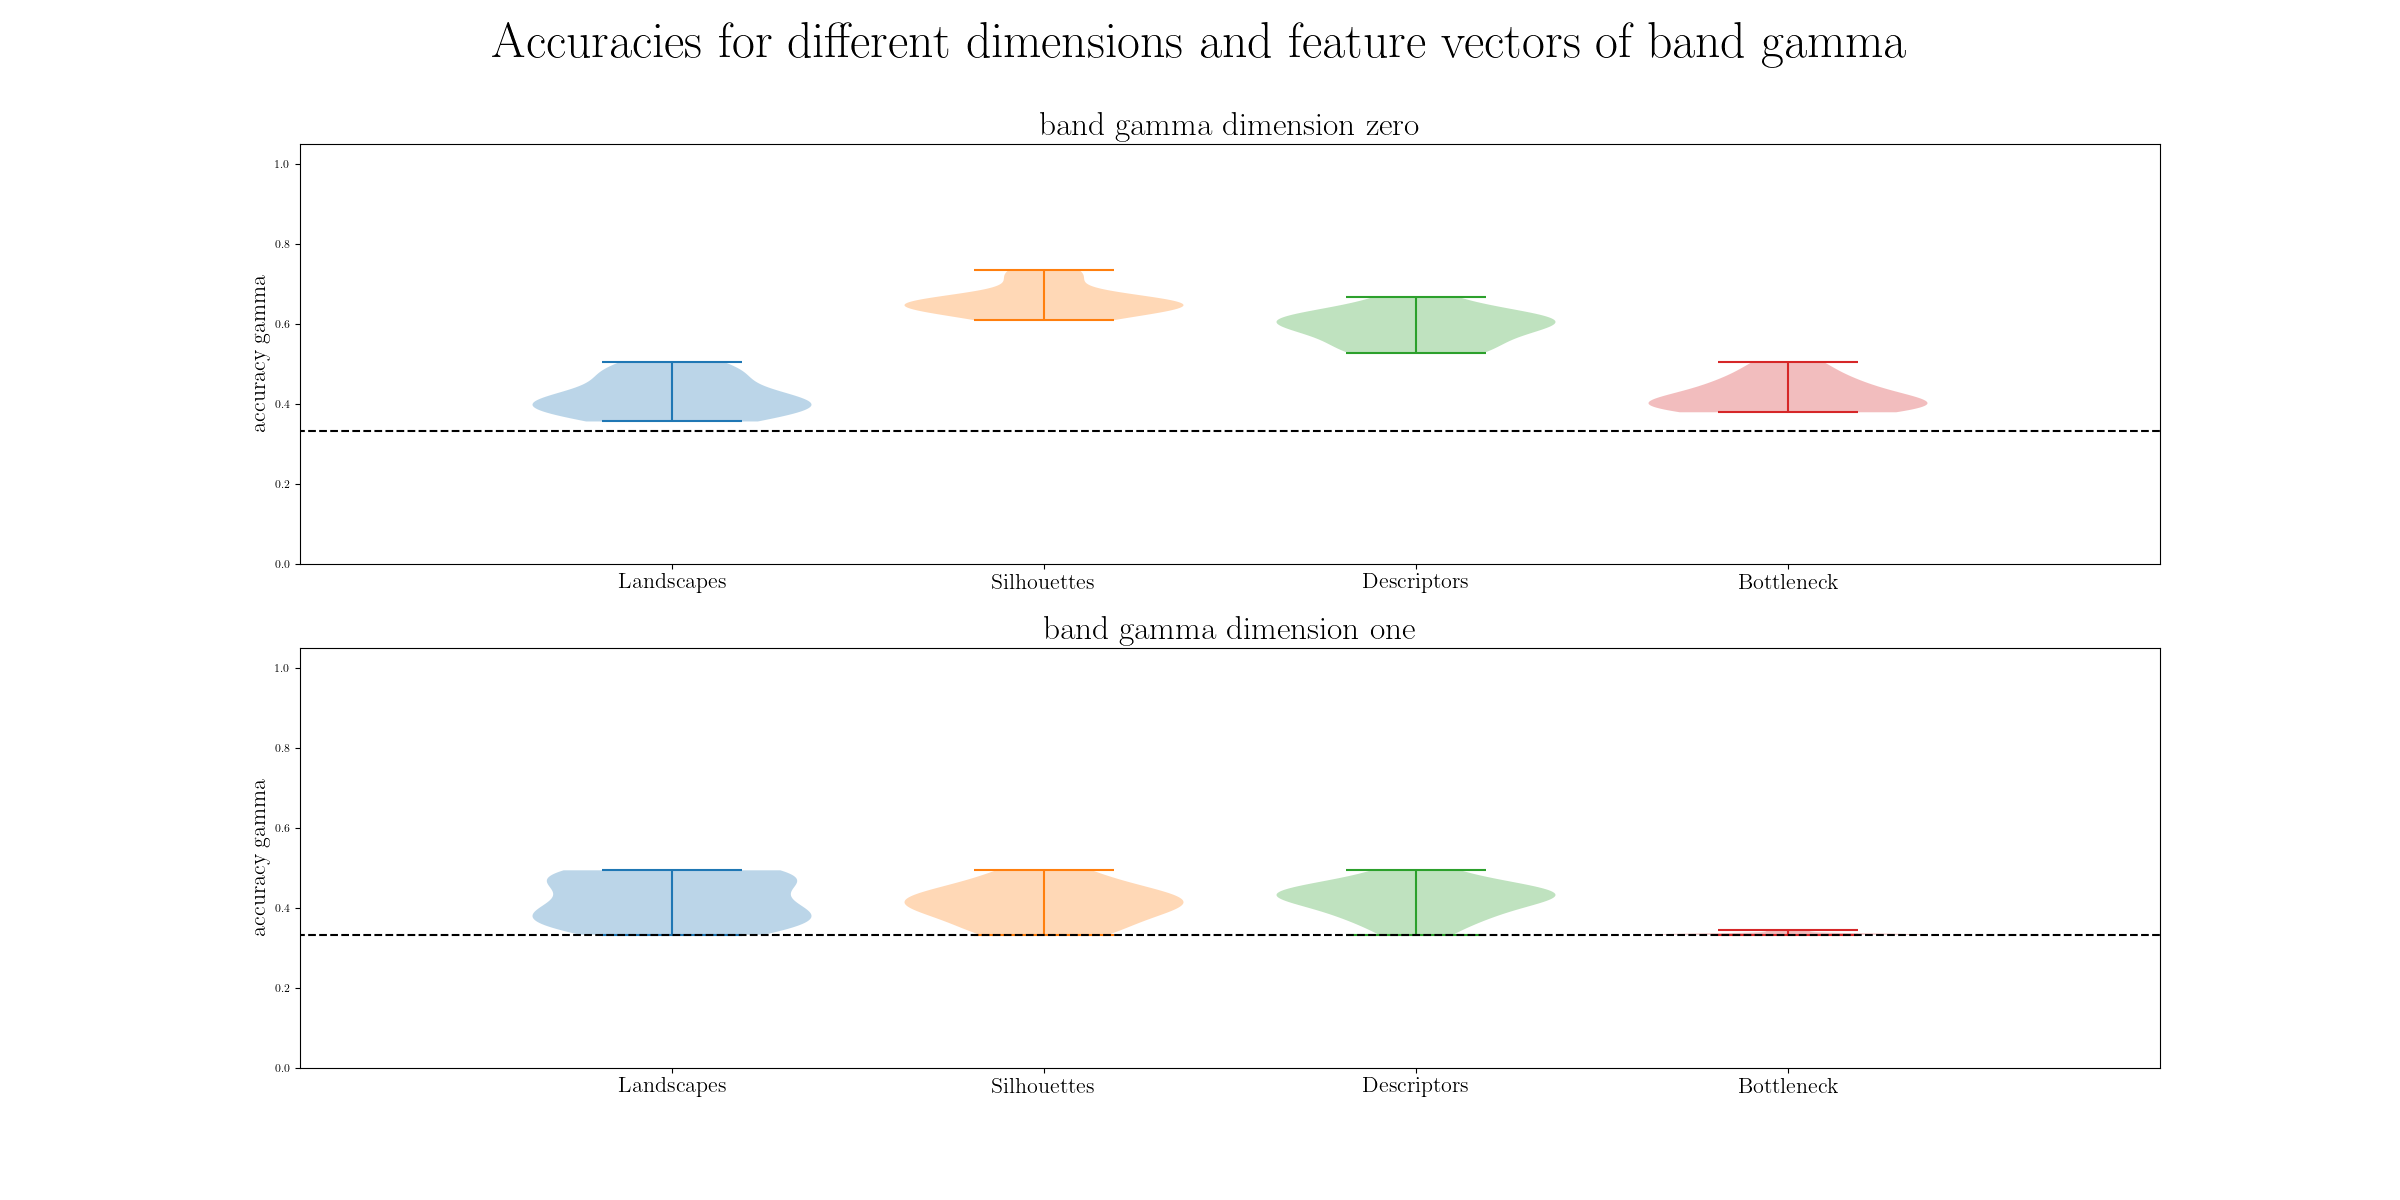 Accuracies for different dimensions and feature vectors of band gamma
band gamma dimension zero
accuracy gamma
1.0
0.8
0.6
0.4
0.2
0.0
Landscapes Silhouettes Descriptors Bottleneck
band gamma dimension one
accuracy gamma
1.0
0.8
0.6
0.4
0.2
0.0
Landscapes Silhouettes Descriptors Bottleneck